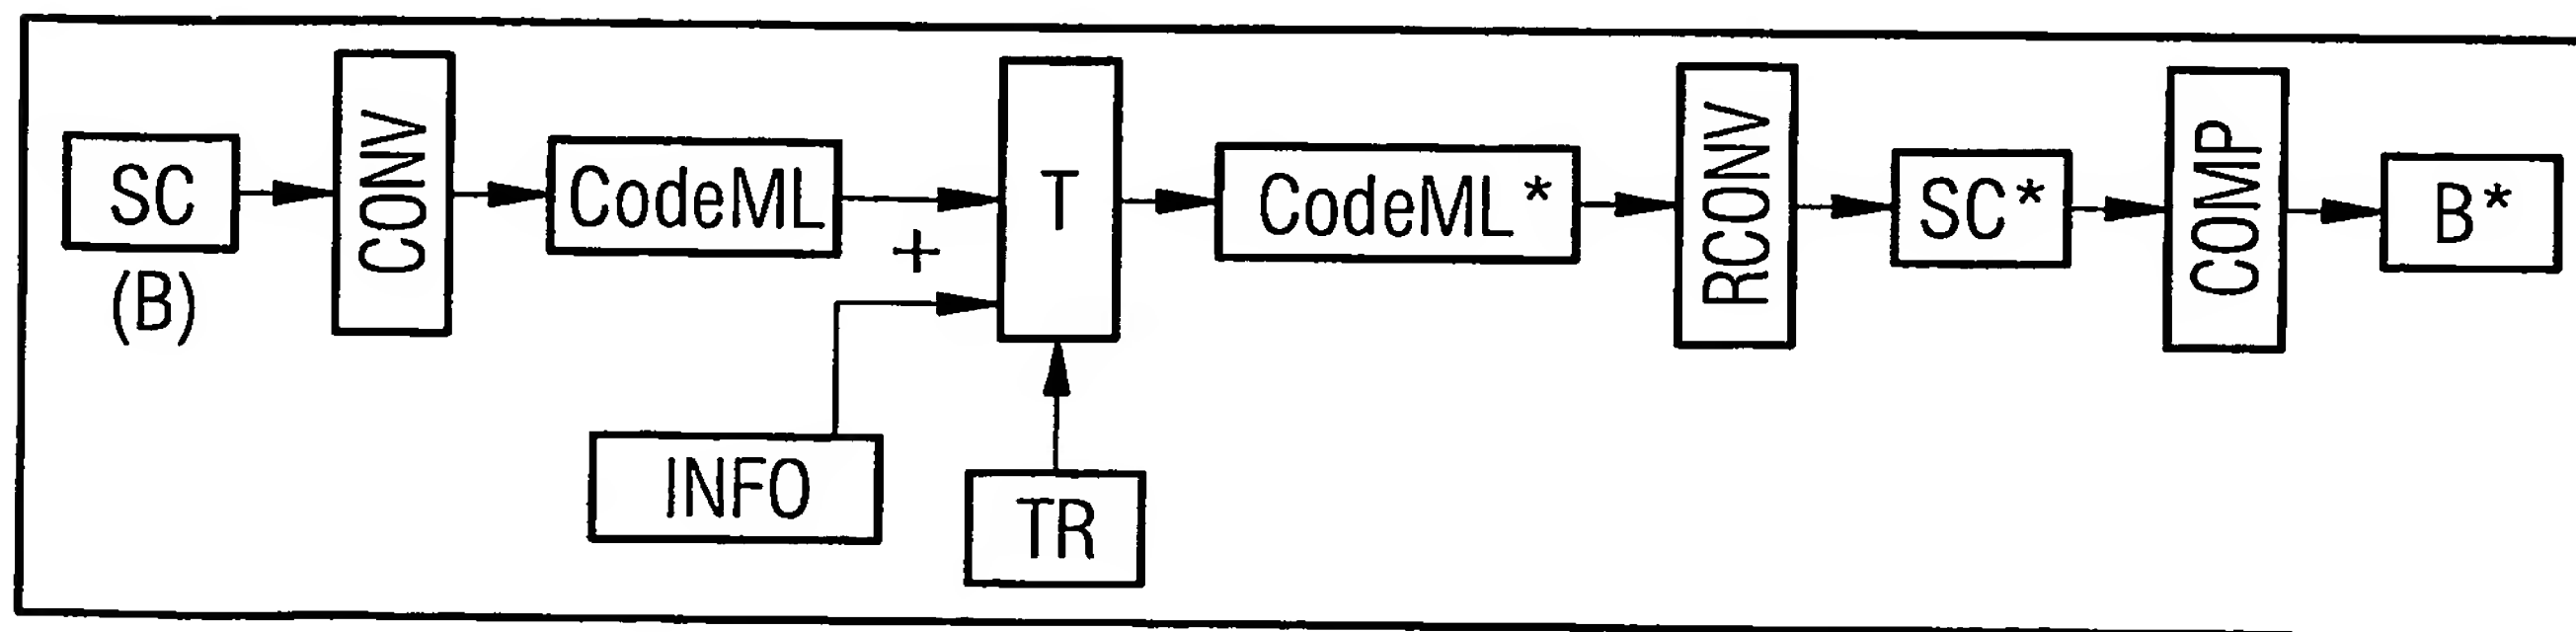 SC
(B)
CONV
CodeML
+
INFO
T
TR
CodeML*
RCONV
SC*
COMP
B*